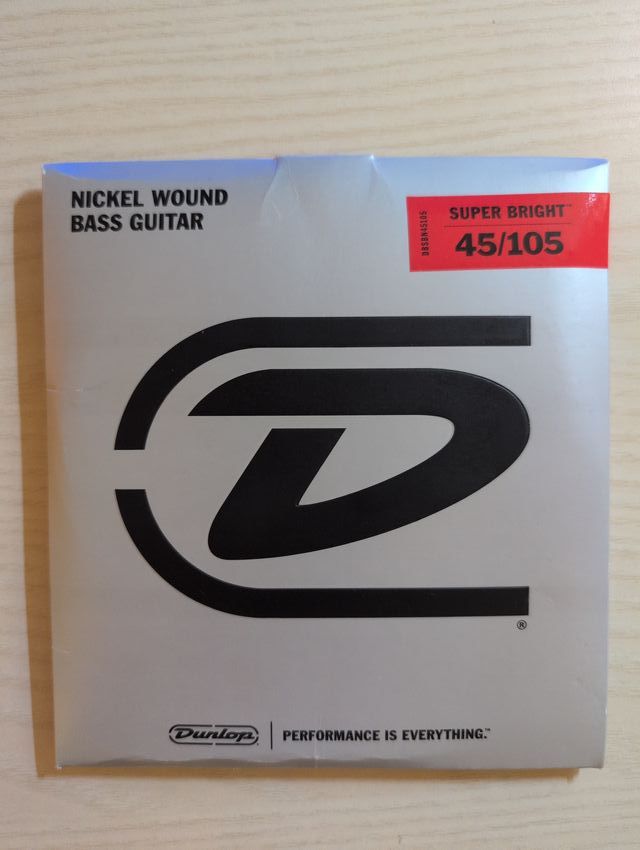 NICKEL WOUND
BASS GUITAR
DBSBN45105
SUPER BRIGHT™
45/105
D
®
Dunlop® | PERFORMANCE IS EVERYTHING.™